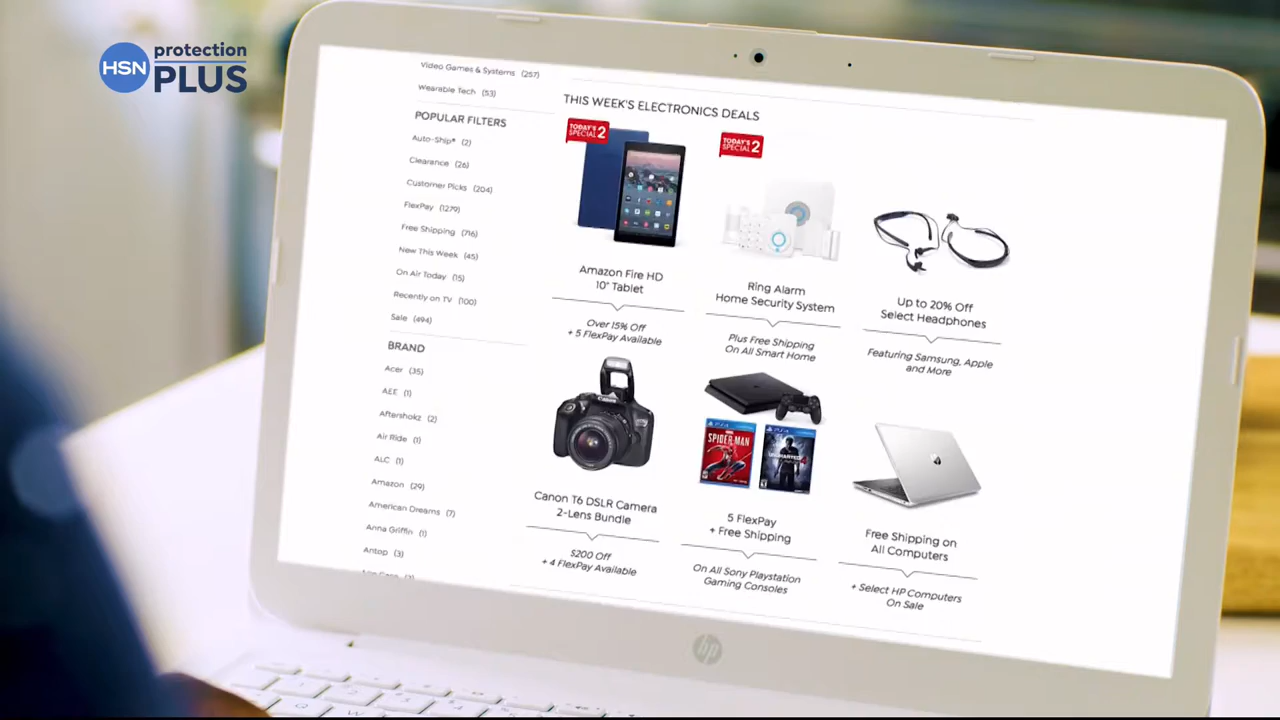 HSN protection
PLUS
Video Games & Systems (257)
Wearable Tech (53)
POPULAR FILTERS
Auto-Ship® (2)
Clearance (26)
Customer Picks (204)
FlexPay (1279)
Free Shipping (716)
New This Week (45)
On Air Today (15)
Recently on TV (100)
Sale (494)
BRAND
Acer (35)
AEE (1)
Aftershokz (2)
Air Ride (1)
ALC (1)
Amazon (29)
American Dreams (7)
Anna Griffin (1)
Antop (3)
THIS WEEK'S ELECTRONICS DEALS
TODAY'S
SPECIAL 2
Amazon Fire HD
10" Tablet
Over 15% Off
+ 5 FlexPay Available
TODAY'S
SPECIAL 2
Ring Alarm
Home Security System
Plus Free Shipping
On All Smart Home
Up to 20% Off
Select Headphones
Featuring Samsung, Apple
and More
Canon
Canon T6 DSLR Camera
2-Lens Bundle
$200 Off
+ 4 FlexPay Available
PS4
SPIDER-MAN
PS4
UNCHARTED 4
5 FlexPay
+ Free Shipping
On All Sony Playstation
Gaming Consoles
hp
Free Shipping on
All Computers
+ Select HP Computers
On Sale
hp